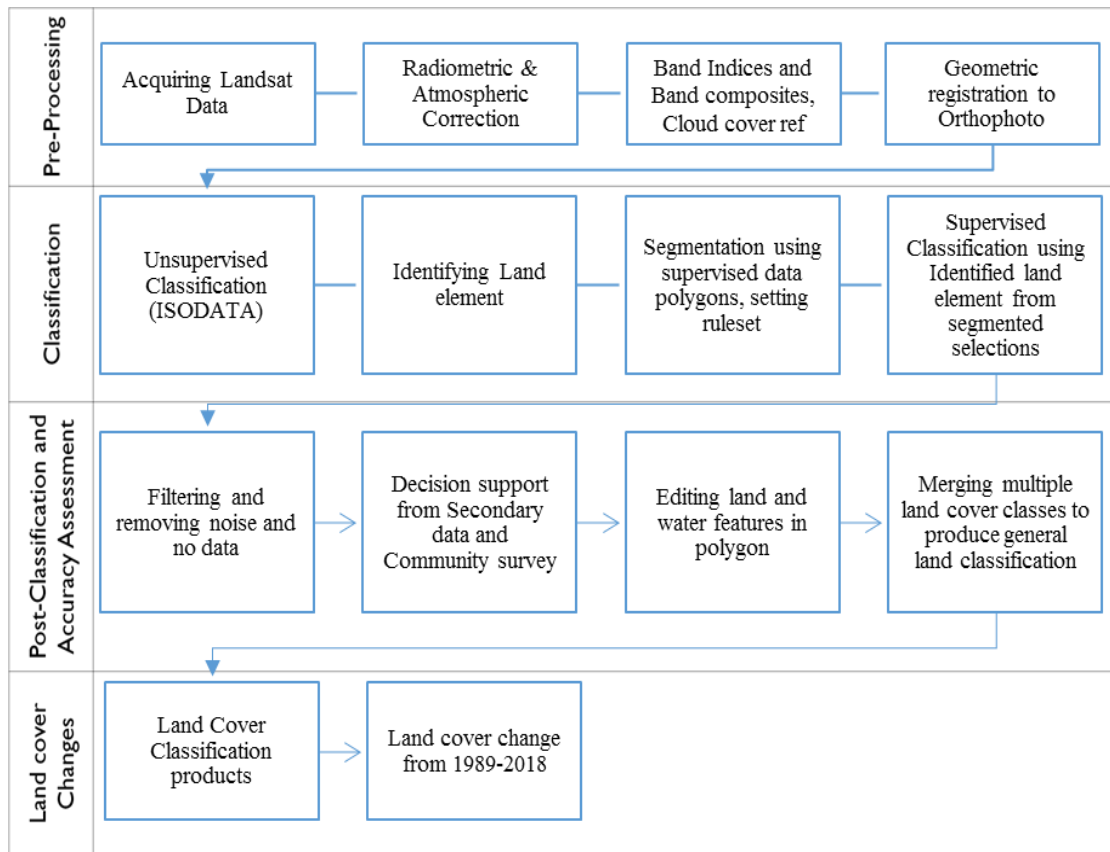 Pre-Processing
Acquiring Landsat
Data
Radiometric &
Atmospheric
Correction
Band Indices and
Band composites,
Cloud cover ref
Geometric
registration to
Orthophoto
Classification
Unsupervised
Classification
(ISODATA)
Identifying Land
element
Segmentation using
supervised data
polygons, setting
ruleset
Supervised
Classification using
Identified land
element from
segmented
selections
Post-Classification and
Accuracy Assessment
Filtering and
removing noise and
no data
Decision support
from Secondary
data and
Community survey
Editing land and
water features in
polygon
Merging multiple
land cover classes to
produce general
land classification
Land cover
Changes
Land Cover
Classification
products
Land cover change
from 1989-2018